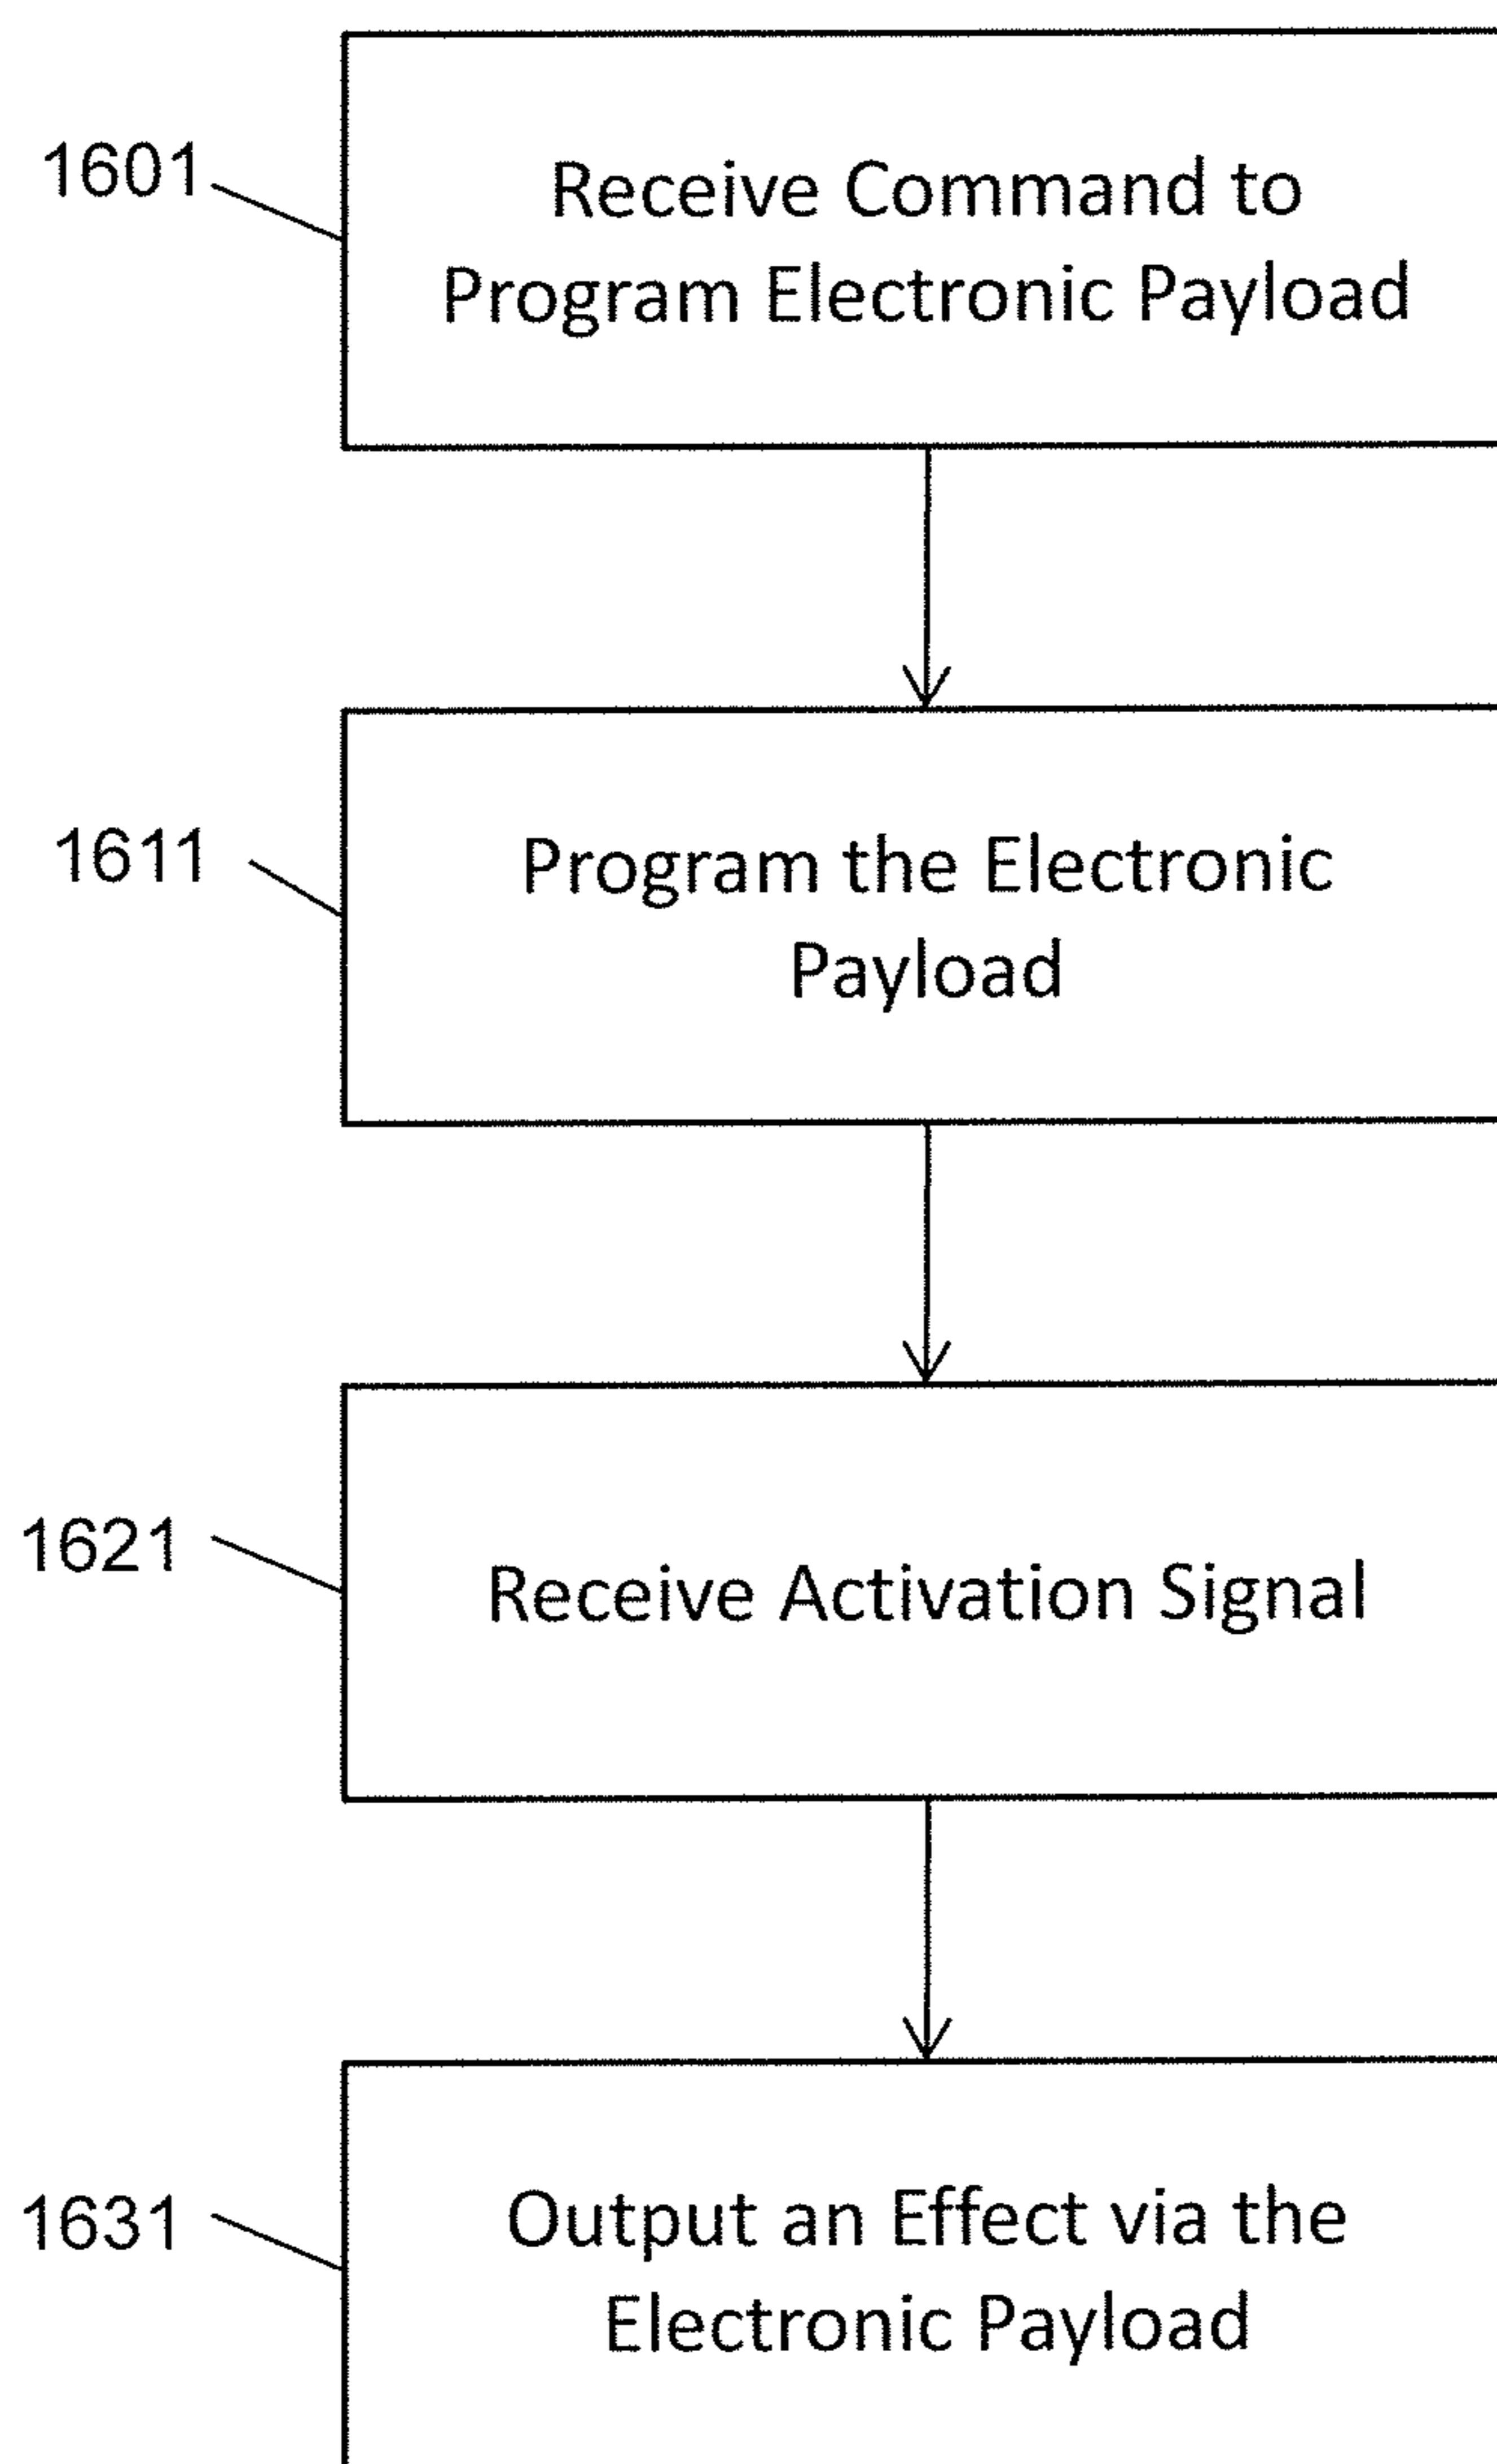 1601
Receive Command to
Program Electronic Payload
1611
Program the Electronic
Payload
1621
Receive Activation Signal
1631
Output an Effect via the
Electronic Payload